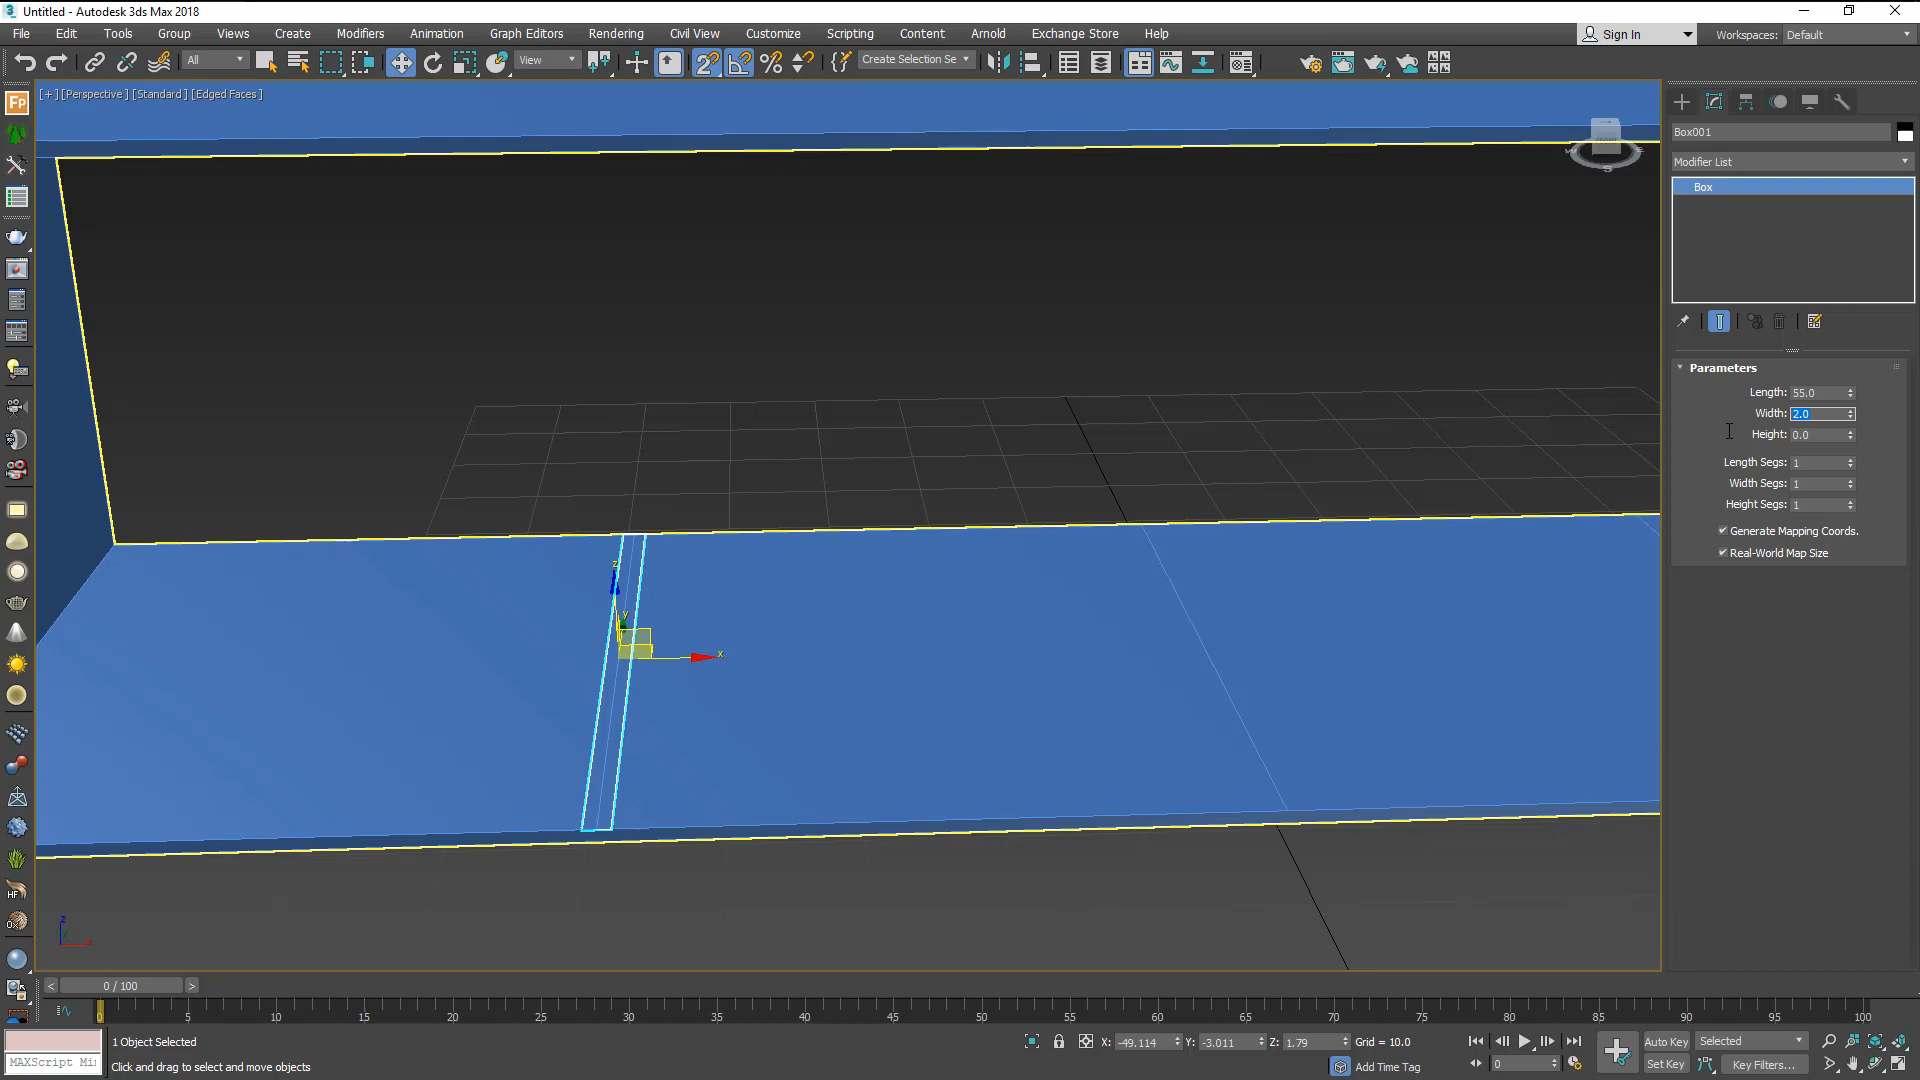 Untitled - Autodesk 3ds Max 2018
File Edit Tools Group Views Create Modifiers Animation Graph Editors Rendering Civil View Customize Scripting Content Arnold Exchange Store Help Sign In Workspaces: Default
All View Create Selection Se
[+] [Perspective] [Standard] [Edged Faces]
Fp
Box001
Modifier List
Box
Parameters
Length: 55.0
Width: 2.0
Height: 0.0
Length Segs: 1
Width Segs: 1
Height Segs: 1
Generate Mapping Coords.
Real-World Map Size
z
y
x
HF
z
x
< 0 / 100 >
0 5 10 15 20 25 30 35 40 45 50 55 60 65 70 75 80 85 90 95 100
1 Object Selected X: -49.114 Y: -3.011 Z: 1.79 Grid = 10.0 Auto Key Selected
MAXScript Mi Click and drag to select and move objects Add Time Tag 0 Set Key Key Filters...